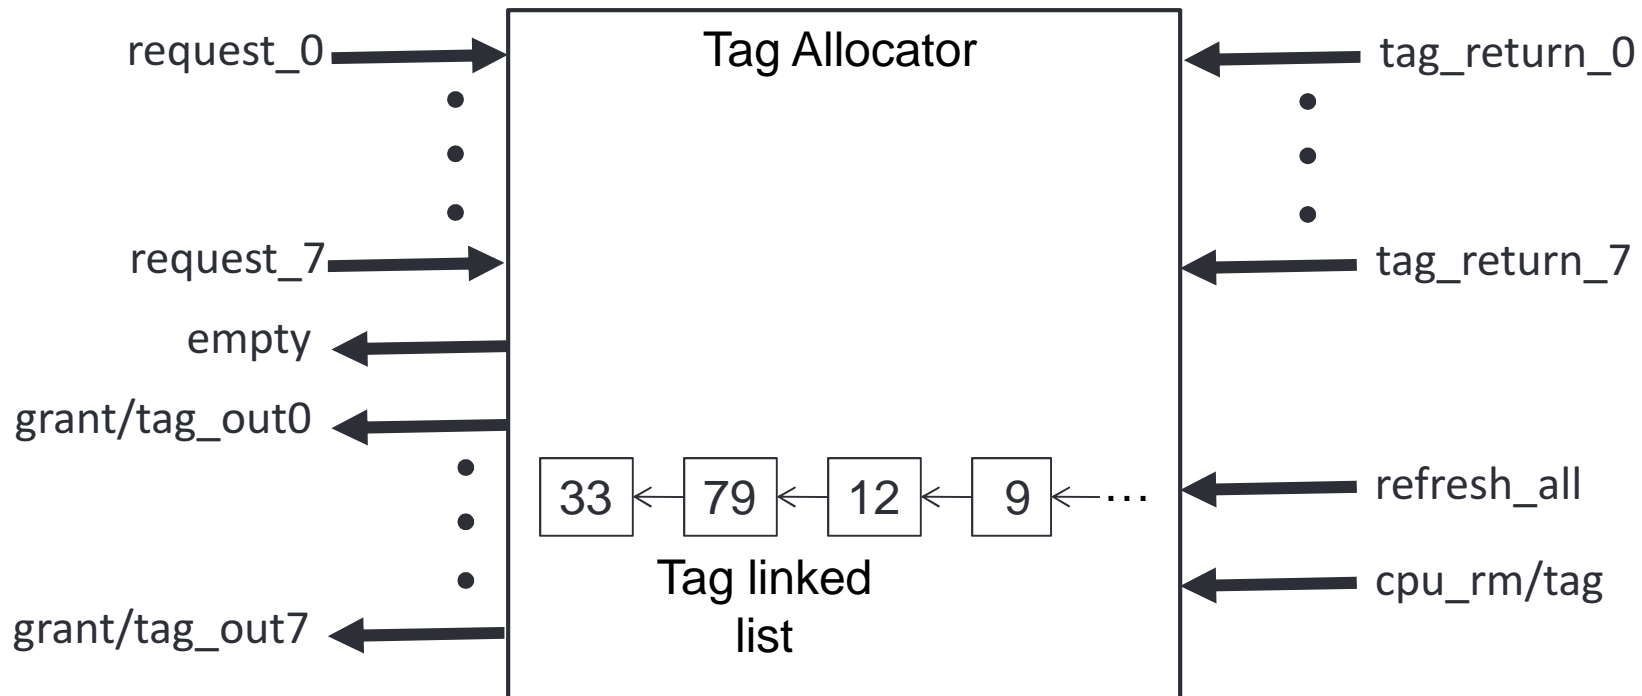 Tag Allocator
request_0
request_7
empty
grant/tag_out0
grant/tag_out7
33
79
12
9
...
Tag linked
list
tag_return_0
tag_return_7
refresh_all
cpu_rm/tag